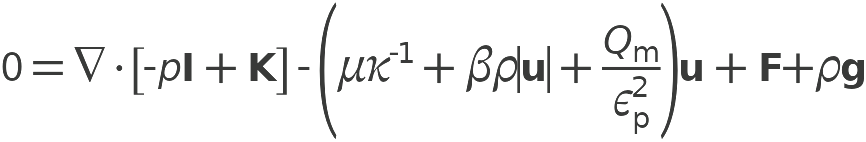 0 = ∇ · [-p𝐈 + 𝐊] - (μκ⁻¹ + βρ|𝐮| + Qₘ/ϵₚ²)𝐮 + 𝐅+ρ𝐠